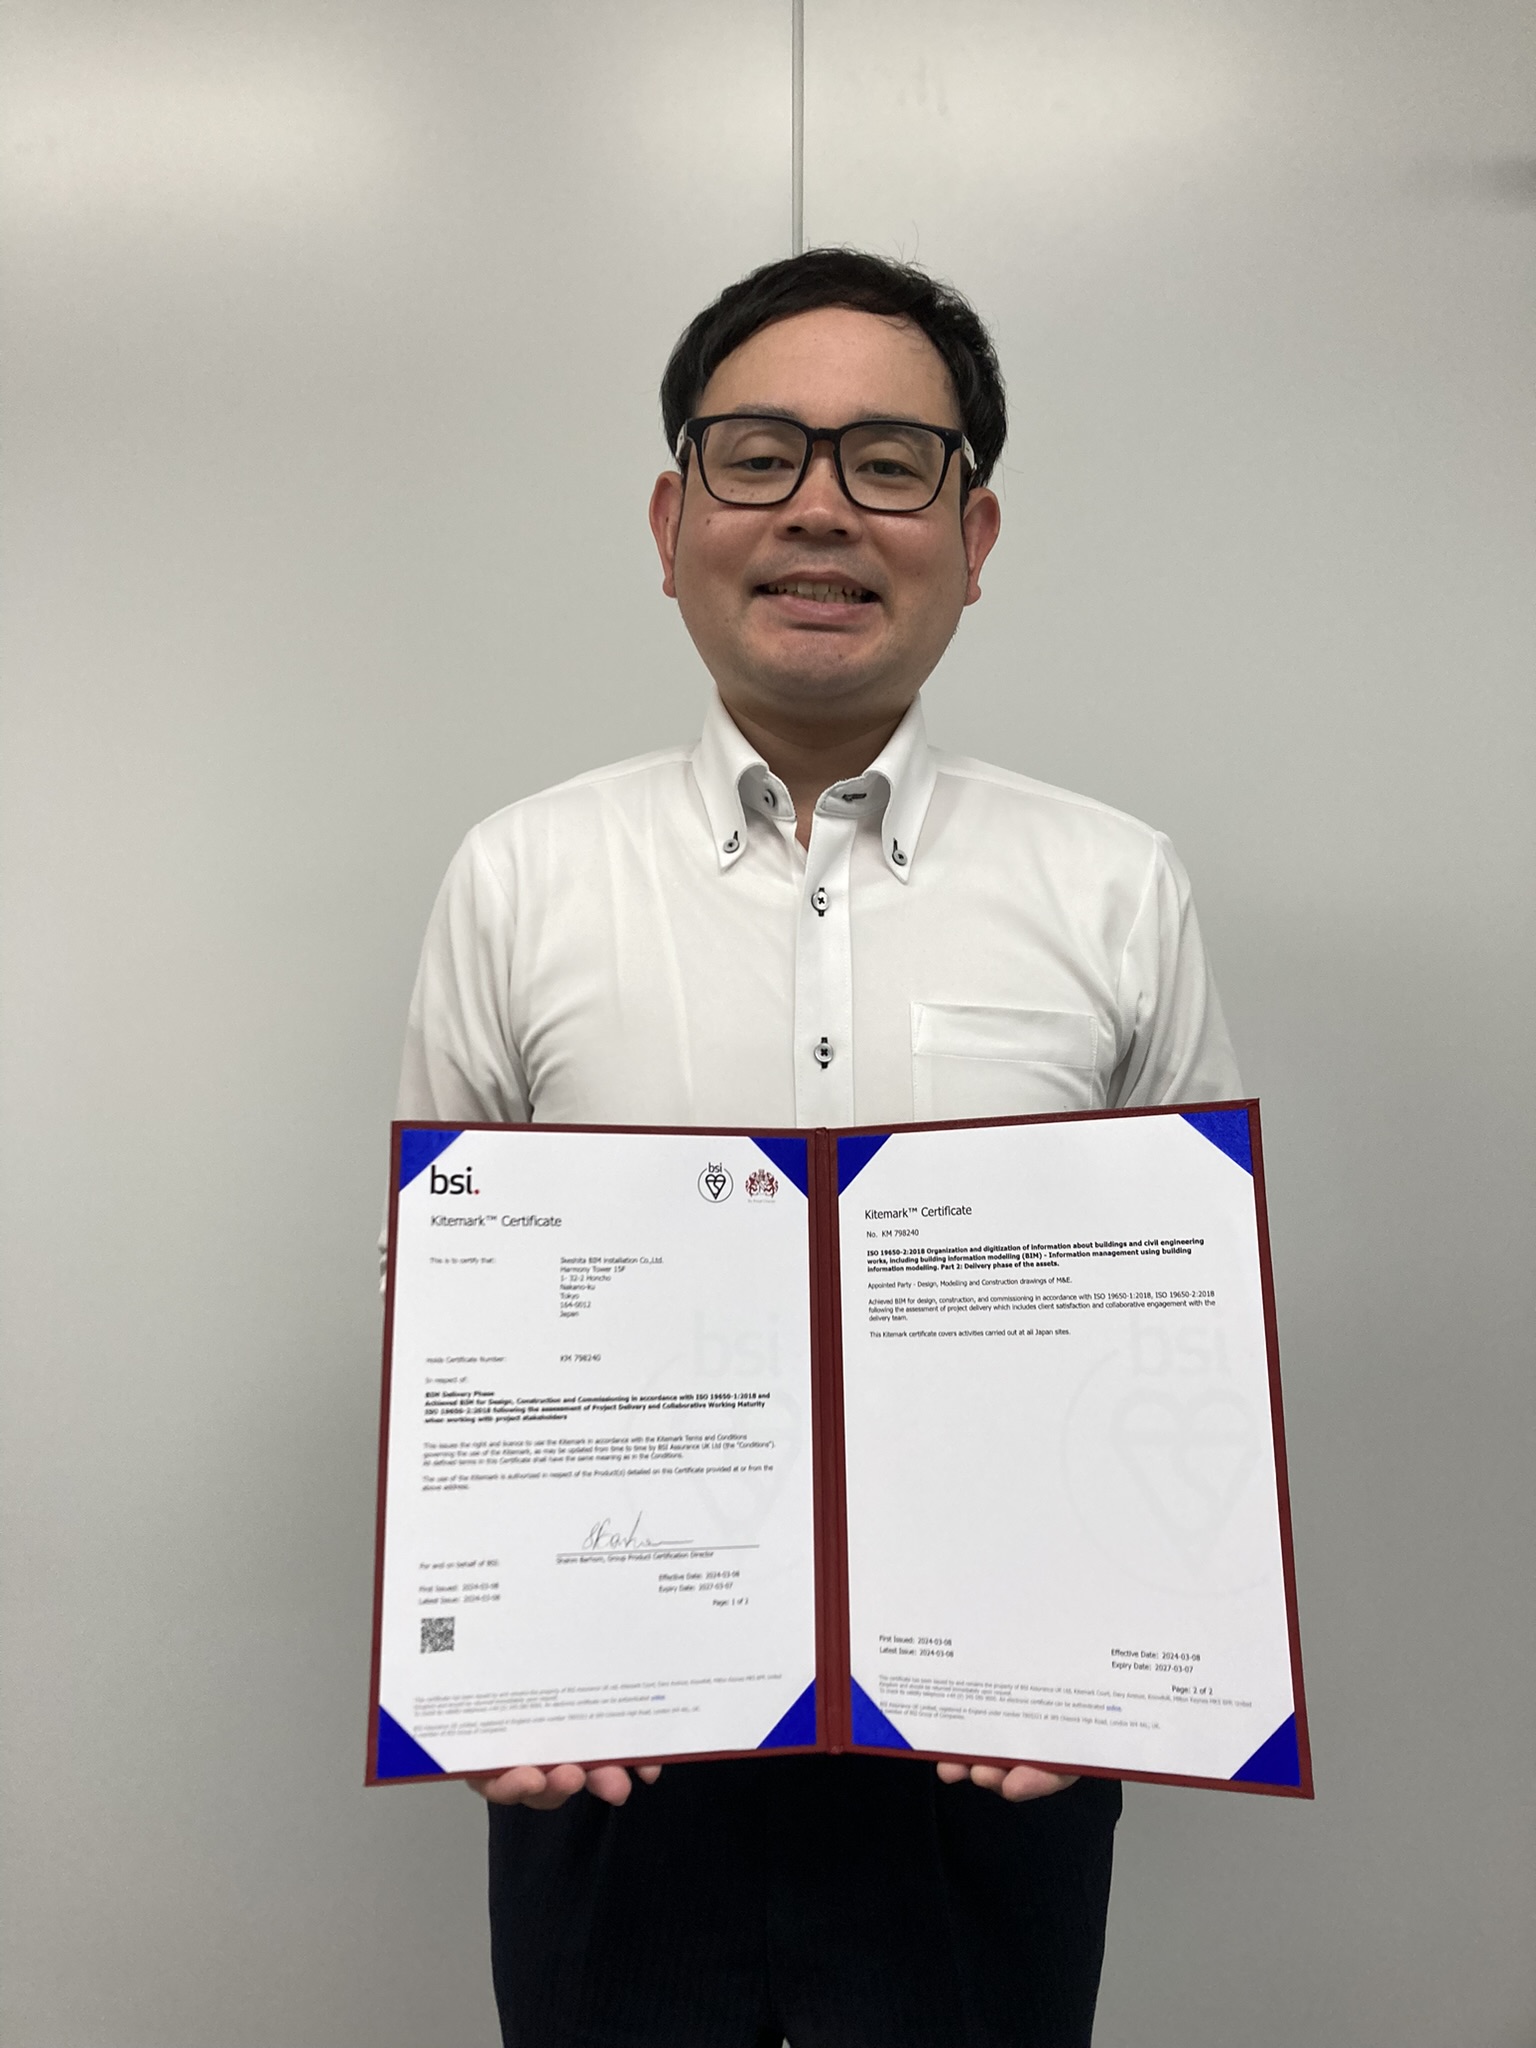 bsi.
bsi
Kitemark™ Certificate
This is to certify that:
Ikeshita BIM installation Co.,Ltd.
Harmony Tower 15F
1- 32-2 Honcho
Nakano-ku
Tokyo
164-0012
Japan
Holds Certificate Number:
KM 798240
In respect of:
BIM Delivery Phase
Achieved BIM for Design, Construction and Commissioning in accordance with ISO 19650-1:2018 and
ISO 19650-2:2018 following the assessment of Project Delivery and Collaborative Working Maturity
when working with project stakeholders
This issues the right and licence to use the Kitemark in accordance with the Kitemark Terms and Conditions
governing the use of the Kitemark, as may be updated from time to time by BSI Assurance UK Ltd (the "Conditions").
All defined terms in this Certificate shall have the same meaning as in the Conditions.
The use of the Kitemark is authorized in respect of the Product(s) detailed on this Certificate provided at or from the
above address.
For and on behalf of BSI:
Group Product Certification Director
First Issued: 2024-03-08
Effective Date: 2024-03-08
Latest Issue: 2024-03-08
Expiry Date: 2027-03-07
Page: 1 of 2
Kitemark™ Certificate
No. KM 798240
ISO 19650-2:2018 Organization and digitization of information about buildings and civil engineering
works, including building information modelling (BIM) - Information management using building
information modelling. Part 2: Delivery phase of the assets.
Appointed Party - Design, Modelling and Construction drawings of M&E.
Achieved BIM for design, construction, and commissioning in accordance with ISO 19650-1:2018, ISO 19650-2:2018
following the assessment of project delivery which includes client satisfaction and collaborative engagement with the
delivery team.
This Kitemark certificate covers activities carried out at all Japan sites.
First Issued: 2024-03-08
Effective Date: 2024-03-08
Latest Issue: 2024-03-08
Expiry Date: 2027-03-07
Page: 2 of 2